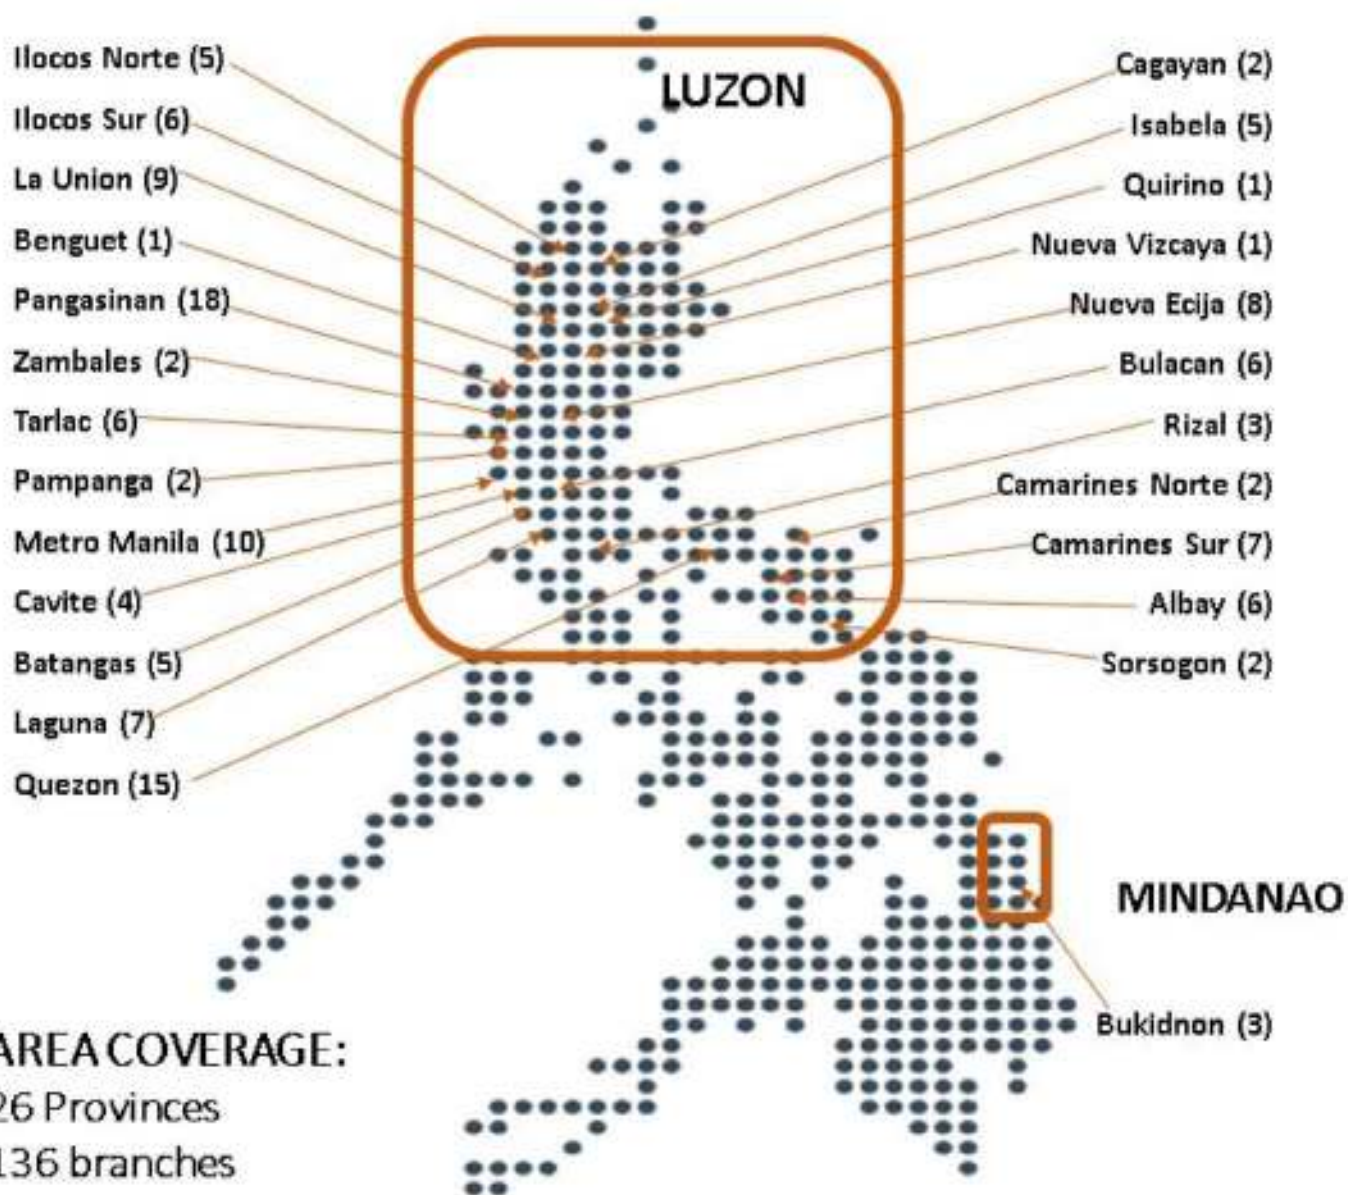 LUZON
Ilocos Norte (5)
Ilocos Sur (6)
La Union (9)
Benguet (1)
Pangasinan (18)
Zambales (2)
Tarlac (6)
Pampanga (2)
Metro Manila (10)
Cavite (4)
Batangas (5)
Laguna (7)
Quezon (15)
Cagayan (2)
Isabela (5)
Quirino (1)
Nueva Vizcaya (1)
Nueva Ecija (8)
Bulacan (6)
Rizal (3)
Camarines Norte (2)
Camarines Sur (7)
Albay (6)
Sorsogon (2)
MINDANAO
Bukidnon (3)
AREA COVERAGE:
26 Provinces
136 branches